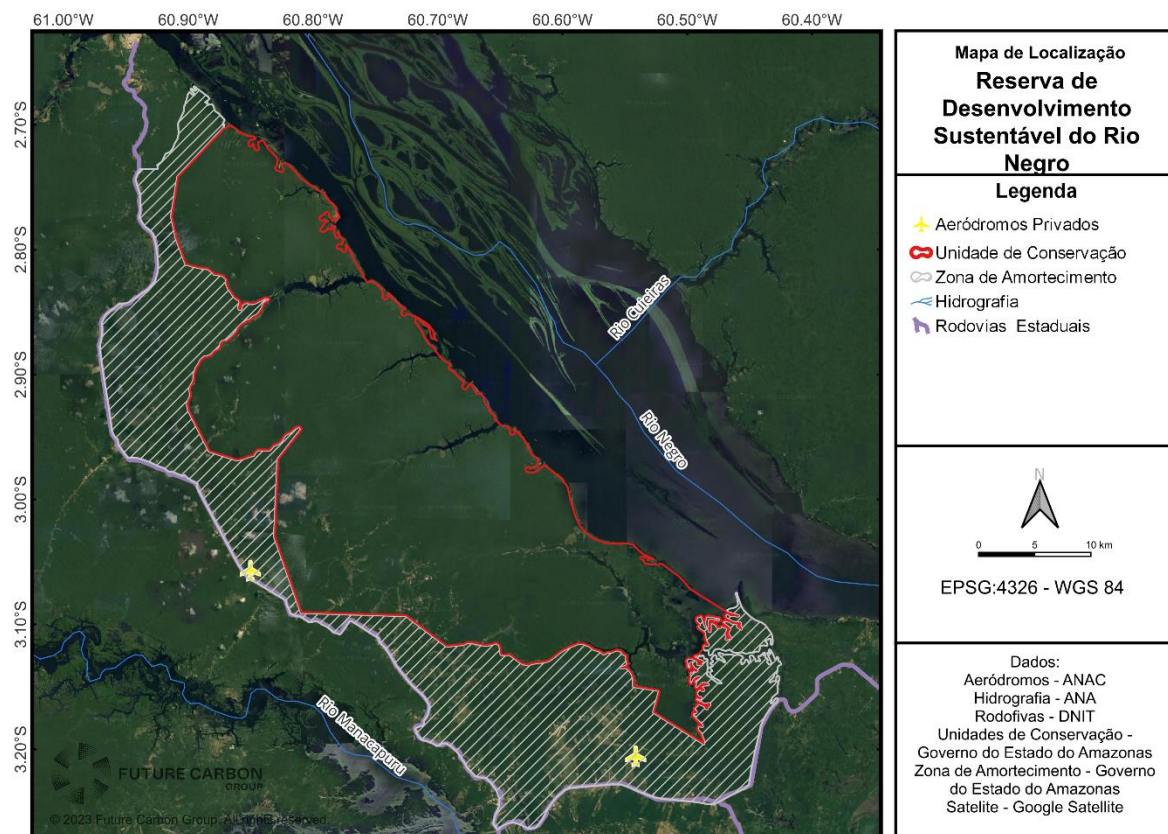 61.00°W 60.90°W 60.80°W 60.70°W 60.60°W 60.50°W 60.40°W
2.70°S
2.80°S
2.90°S
3.00°S
3.10°S
3.20°S
Rio Cuieiras
Rio Negro
Rio Manacapuru
FUTURE CARBON
GROUP
© 2023 Future Carbon Group. All rights reserved.
Mapa de Localização
Reserva de
Desenvolvimento
Sustentável do Rio
Negro
Legenda
Aeródromos Privados
Unidade de Conservação
Zona de Amortecimento
Hidrografia
Rodovias Estaduais
N
0 5 10 km
EPSG:4326 - WGS 84
Dados:
Aeródromos - ANAC
Hidrografia - ANA
Rodofivas - DNIT
Unidades de Conservação -
Governo do Estado do Amazonas
Zona de Amortecimento - Governo
do Estado do Amazonas
Satelite - Google Satellite